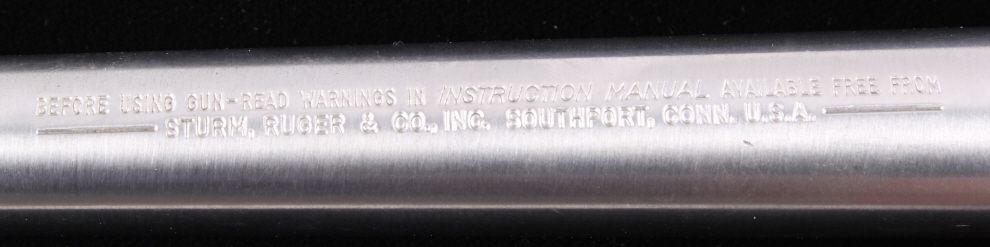 BEFORE USING GUN-READ WARNINGS IN INSTRUCTION MANUAL AVAILABLE FREE FROM
STURM, RUGER & CO., INC. SOUTHPORT, CONN. U.S.A.